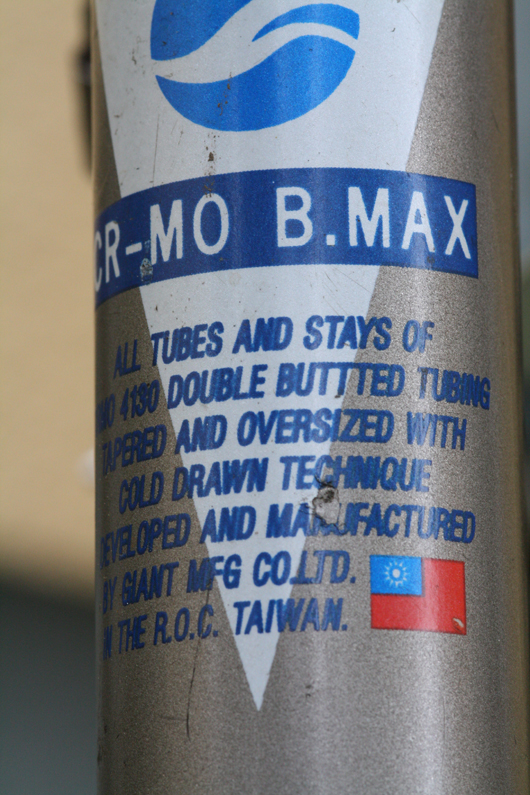 CR-MO B.MAX
ALL TUBES AND STAYS OF
MO 4130 DOUBLE BUTTTED TUBING
TAPERED AND OVERSIZED WITH
COLD DRAWN TECHNIQUE
DEVELOPED AND MANUFACTURED
BY GIANT MFG CO.LTD.
IN THE R.O.C. TAIWAN.